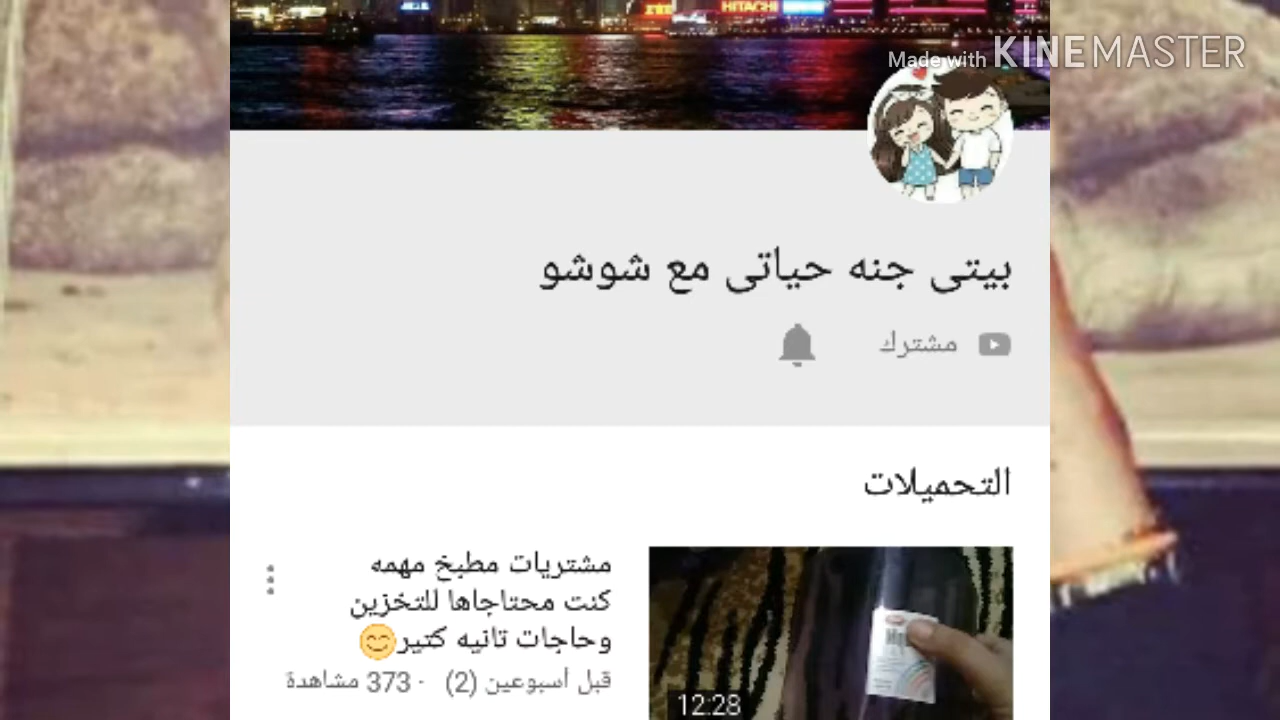 HITACHI
Made with KINEMASTER
بيتى جنه حياتى مع شوشو
مشترك
التحميلات
مشتريات مطبخ مهمه
كنت محتاجاها للتخزين
وحاجات تانيه كتير😊
قبل أسبوعين (2) · 373 مشاهدة
12:28